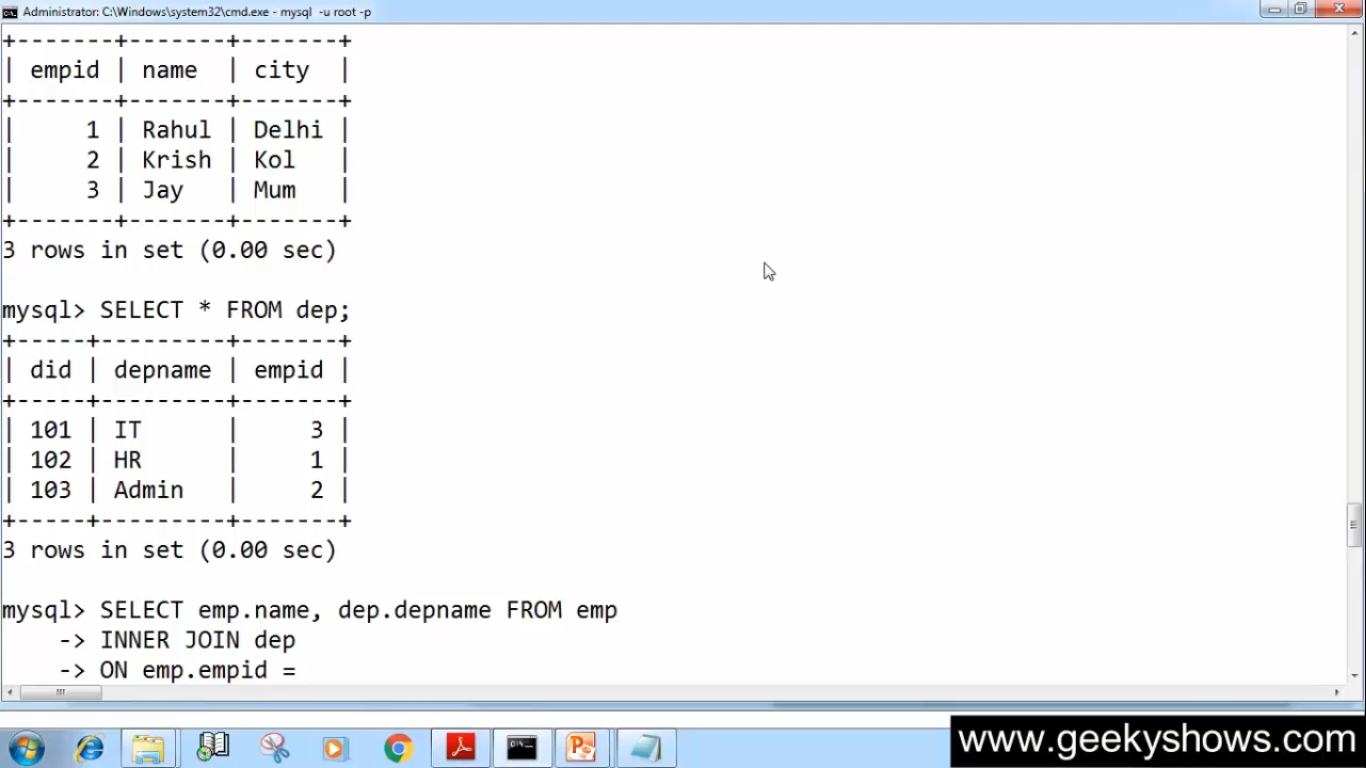 Administrator: C:\Windows\system32\cmd.exe - mysql -u root -p
+-------+-------+-------+
| empid | name  | city  |
+-------+-------+-------+
|     1 | Rahul | Delhi |
|     2 | Krish | Kol   |
|     3 | Jay   | Mum   |
+-------+-------+-------+
3 rows in set (0.00 sec)
mysql> SELECT * FROM dep;
+-----+---------+-------+
| did | depname | empid |
+-----+---------+-------+
| 101 | IT      |     3 |
| 102 | HR      |     1 |
| 103 | Admin   |     2 |
+-----+---------+-------+
3 rows in set (0.00 sec)
mysql> SELECT emp.name, dep.depname FROM emp
    -> INNER JOIN dep
    -> ON emp.empid =
www.geekyshows.com